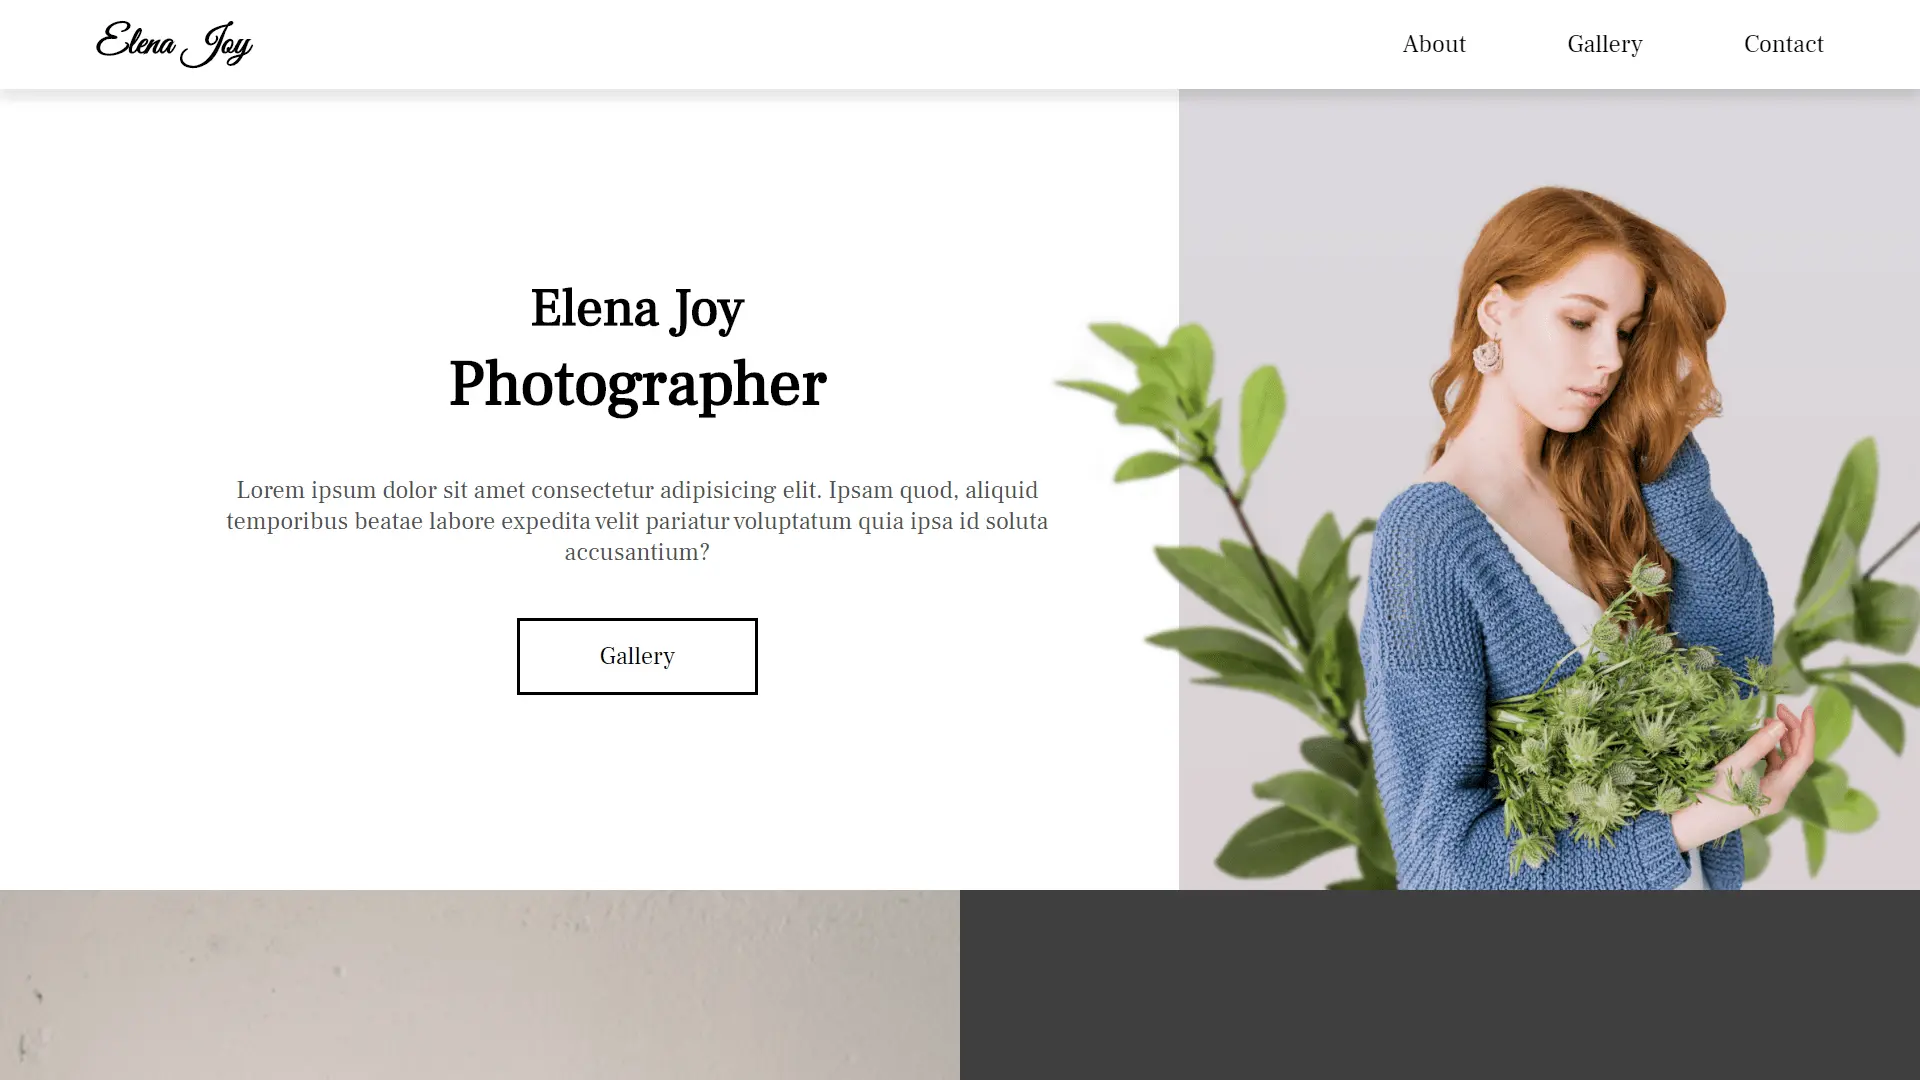 Elena Joy
About
Gallery
Contact
Elena Joy
Photographer
Lorem ipsum dolor sit amet consectetur adipisicing elit. Ipsam quod, aliquid
temporibus beatae labore expedita velit pariatur voluptatum quia ipsa id soluta
accusantium?
Gallery